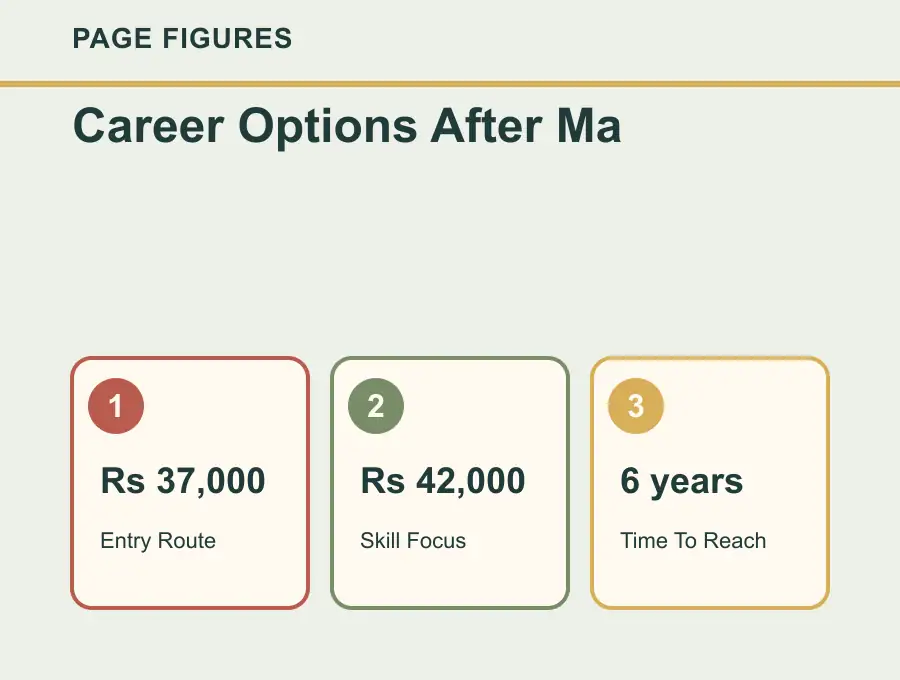 PAGE FIGURES
Career Options After Ma
1
2
3
Rs 37,000
Rs 42,000
6 years
Entry Route
Skill Focus
Time To Reach